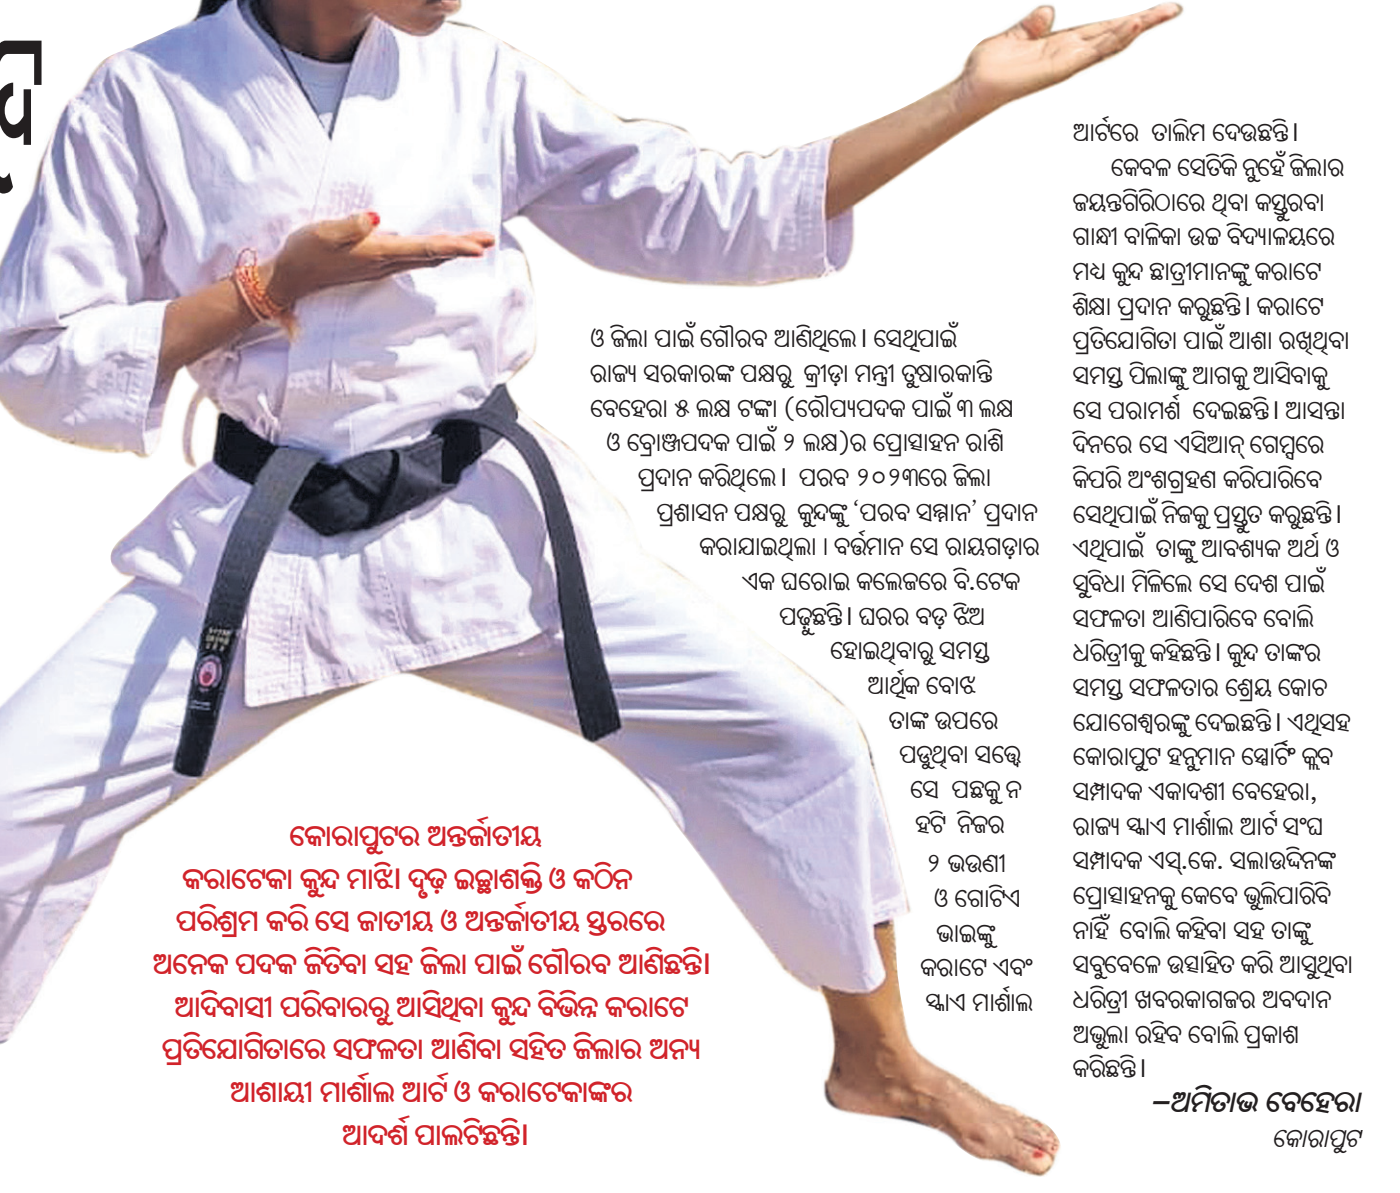 ଓ ଜିଲା ପାଇଁ ଗୌରବ ଆଣିଥିଲେ। ସେଥିପାଇଁ
ରାଜ୍ୟ ସରକାରଙ୍କ ପକ୍ଷରୁ କ୍ରୀଡ଼ା ମନ୍ତ୍ରୀ ତୁଷାରକାନ୍ତି
ବେହେରା ୫ ଲକ୍ଷ ଟଙ୍କା (ରୌପ୍ୟପଦକ ପାଇଁ ୩ ଲକ୍ଷ
ଓ ବ୍ରୋଞ୍ଜପଦକ ପାଇଁ ୨ ଲକ୍ଷ)ର ପ୍ରୋତ୍ସାହନ ରାଶି
ପ୍ରଦାନ କରିଥିଲେ। ପରବ ୨୦୨୩ରେ ଜିଲା
ପ୍ରଶାସନ ପକ୍ଷରୁ କୁନ୍ଦଙ୍କୁ ‘ପରବ ସମ୍ମାନ’ ପ୍ରଦାନ
କରାଯାଇଥିଲା। ବର୍ତ୍ତମାନ ସେ ରାୟଗଡ଼ାର
ଏକ ଘରୋଇ କଲେଜରେ ବି.ଟେକ
ପଢୁଛନ୍ତି। ଘରର ବଡ଼ ଝିଅ
ହୋଇଥିବାରୁ ସମସ୍ତ
ଆର୍ଥିକ ବୋଝ
ତାଙ୍କ ଉପରେ
ପଡୁଥିବା ସତ୍ତ୍ୱେ
ସେ ପଛକୁ ନ
ହଟି ନିଜର
୨ ଭଉଣୀ
ଓ ଗୋଟିଏ
ଭାଇଙ୍କୁ
କରାଟେ ଏବଂ
ସ୍କାଏ ମାର୍ଶାଲ
ଆର୍ଟରେ ତାଲିମ ଦେଉଛନ୍ତି।
କେବଳ ସେତିକି ନୁହେଁ ଜିଲାର
ଜୟନ୍ତଗିରିଠାରେ ଥିବା କସ୍ତୁରବା
ଗାନ୍ଧୀ ବାଳିକା ଉଚ୍ଚ ବିଦ୍ୟାଳୟରେ
ମଧ୍ୟ କୁନ୍ଦ ଛାତ୍ରୀମାନଙ୍କୁ କରାଟେ
ଶିକ୍ଷା ପ୍ରଦାନ କରୁଛନ୍ତି। କରାଟେ
ପ୍ରତିଯୋଗିତା ପାଇଁ ଆଶା ରଖିଥିବା
ସମସ୍ତ ପିଲାଙ୍କୁ ଆଗକୁ ଆସିବାକୁ
ସେ ପରାମର୍ଶ ଦେଇଛନ୍ତି। ଆସନ୍ତା
ଦିନରେ ସେ ଏସିଆନ୍ ଗେମ୍ସରେ
କିପରି ଅଂଶଗ୍ରହଣ କରିପାରିବେ
ସେଥିପାଇଁ ନିଜକୁ ପ୍ରସ୍ତୁତ କରୁଛନ୍ତି।
ଏଥିପାଇଁ ତାଙ୍କୁ ଆବଶ୍ୟକ ଅର୍ଥ ଓ
ସୁବିଧା ମିଳିଲେ ସେ ଦେଶ ପାଇଁ
ସଫଳତା ଆଣିପାରିବେ ବୋଲି
ଧରିତ୍ରୀକୁ କହିଛନ୍ତି। କୁନ୍ଦ ତାଙ୍କର
ସମସ୍ତ ସଫଳତାର ଶ୍ରେୟ କୋଚ
ଯୋଗେଶ୍ୱରଙ୍କୁ ଦେଇଛନ୍ତି। ଏଥିସହ
କୋରାପୁଟ ହନୁମାନ ସ୍ପୋର୍ଟିଂ କ୍ଲବ
ସମ୍ପାଦକ ଏକାଦଶୀ ବେହେରା,
ରାଜ୍ୟ ସ୍କାଏ ମାର୍ଶାଲ ଆର୍ଟ ସଂଘ
ସମ୍ପାଦକ ଏସ୍.କେ. ସଲାଉଦ୍ଦିନଙ୍କ
ପ୍ରୋତ୍ସାହନକୁ କେବେ ଭୁଲିପାରିବି
ନାହିଁ ବୋଲି କହିବା ସହ ତାଙ୍କୁ
ସବୁବେଳେ ଉତ୍ସାହିତ କରି ଆସୁଥିବା
ଧରିତ୍ରୀ ଖବରକାଗଜର ଅବଦାନ
ଅଭୁଲା ରହିବ ବୋଲି ପ୍ରକାଶ
କରିଛନ୍ତି।
–ଅମିତାଭ ବେହେରା
କୋରାପୁଟ
କୋରାପୁଟର ଅନ୍ତର୍ଜାତୀୟ
କରାଟେକା କୁନ୍ଦ ମାଝି। ଦୃଢ଼ ଇଚ୍ଛାଶକ୍ତି ଓ କଠିନ
ପରିଶ୍ରମ କରି ସେ ଜାତୀୟ ଓ ଅନ୍ତର୍ଜାତୀୟ ସ୍ତରରେ
ଅନେକ ପଦକ ଜିତିବା ସହ ଜିଲା ପାଇଁ ଗୌରବ ଆଣିଛନ୍ତି।
ଆଦିବାସୀ ପରିବାରରୁ ଆସିଥିବା କୁନ୍ଦ ବିଭିନ୍ନ କରାଟେ
ପ୍ରତିଯୋଗିତାରେ ସଫଳତା ଆଣିବା ସହିତ ଜିଲାର ଅନ୍ୟ
ଆଶାୟୀ ମାର୍ଶାଲ ଆର୍ଟ ଓ କରାଟେକାଙ୍କର
ଆଦର୍ଶ ପାଲଟିଛନ୍ତି।